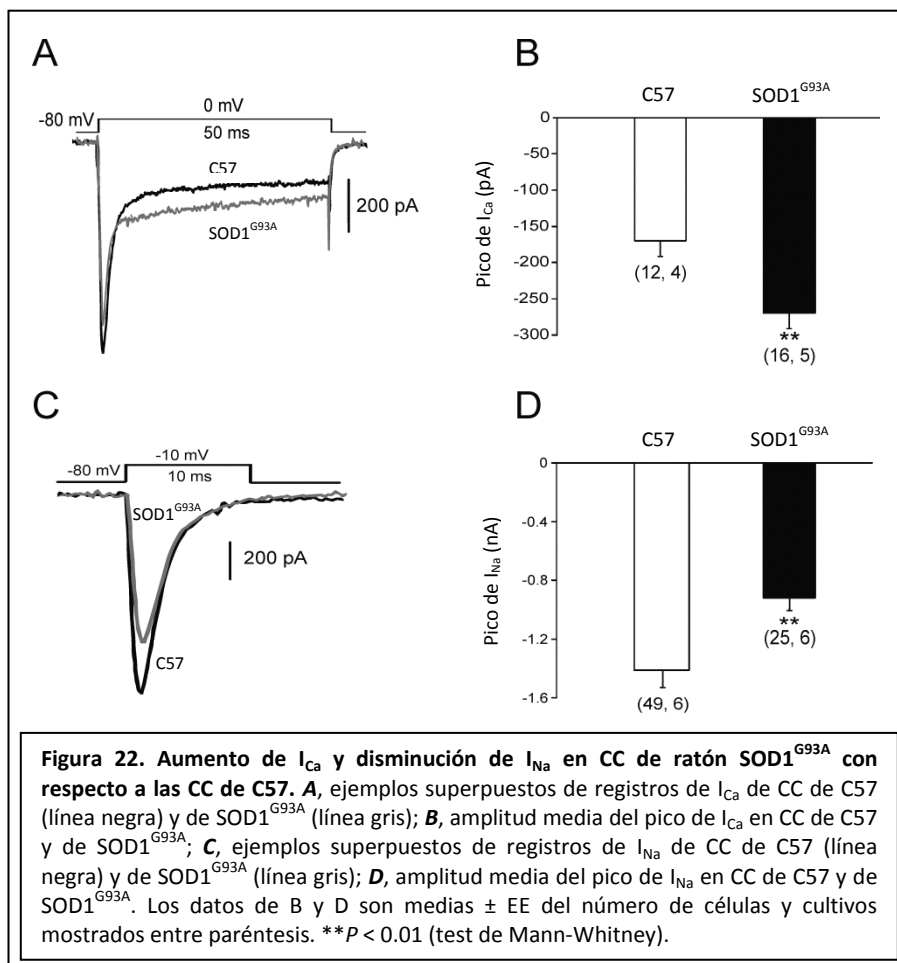 A
0 mV
-80 mV
50 ms
C57
SOD1G93A
200 pA
B
C57
SOD1G93A
Pico de ICa (pA)
0
-50
-100
-150
-200
-250
-300
(12, 4)
**
(16, 5)
C
-10 mV
-80 mV
10 ms
SOD1G93A
200 pA
C57
D
C57
SOD1G93A
Pico de INa (nA)
0
-0.4
-0.8
-1.2
-1.6
(49, 6)
**
(25, 6)
Figura 22. Aumento de ICa y disminución de INa en CC de ratón SOD1G93A con
respecto a las CC de C57. A, ejemplos superpuestos de registros de ICa de CC de C57
(línea negra) y de SOD1G93A (línea gris); B, amplitud media del pico de ICa en CC de C57
y de SOD1G93A; C, ejemplos superpuestos de registros de INa de CC de C57 (línea
negra) y de SOD1G93A (línea gris); D, amplitud media del pico de INa en CC de C57 y de
SOD1G93A. Los datos de B y D son medias ± EE del número de células y cultivos
mostrados entre paréntesis. **P < 0.01 (test de Mann-Whitney).